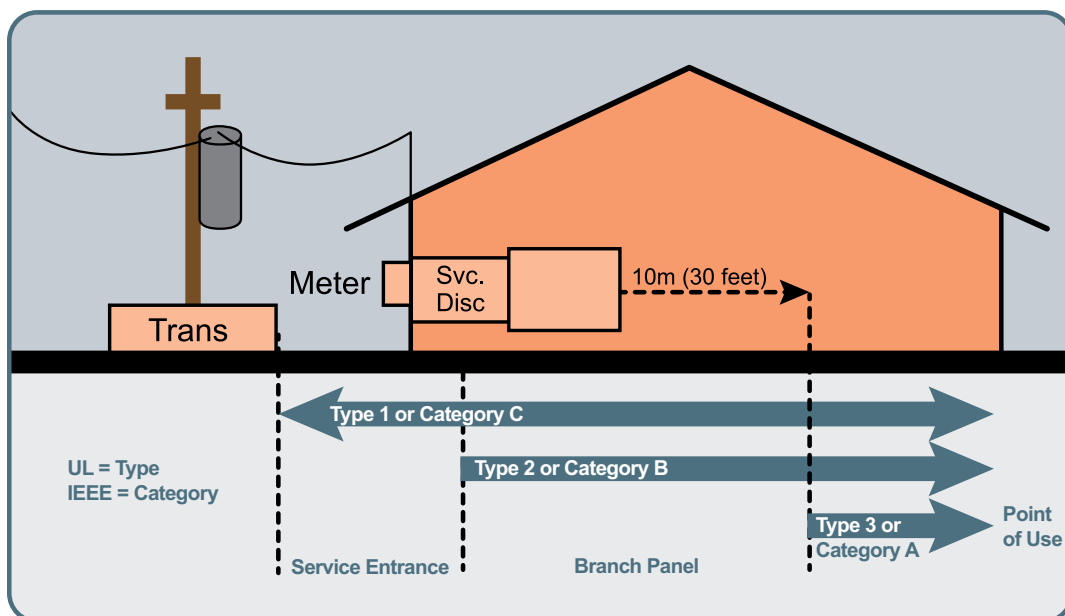 Meter
Svc.
Disc
10m (30 feet)
Trans
Type 1 or Category C
UL = Type
IEEE = Category
Type 2 or Category B
Type 3 or
Category A
Point
of Use
Service Entrance
Branch Panel